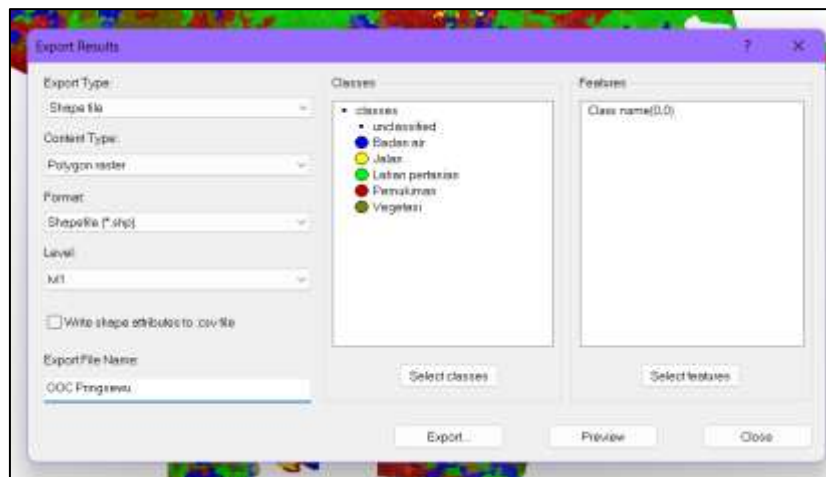 Export Results
? ×
Export Type:
Shape file
Content Type:
Polygon raster
Format:
Shapefile (*.shp)
Level:
lvl1
Write shape attributes to .csv file
Export File Name:
OOC Pringsewu
Classes
classes
unclassified
Badan air
Jalan
Lahan pertanian
Pemukiman
Vegetasi
Select classes
Features
Class name(0,0)
Select features
Export...
Preview
Close